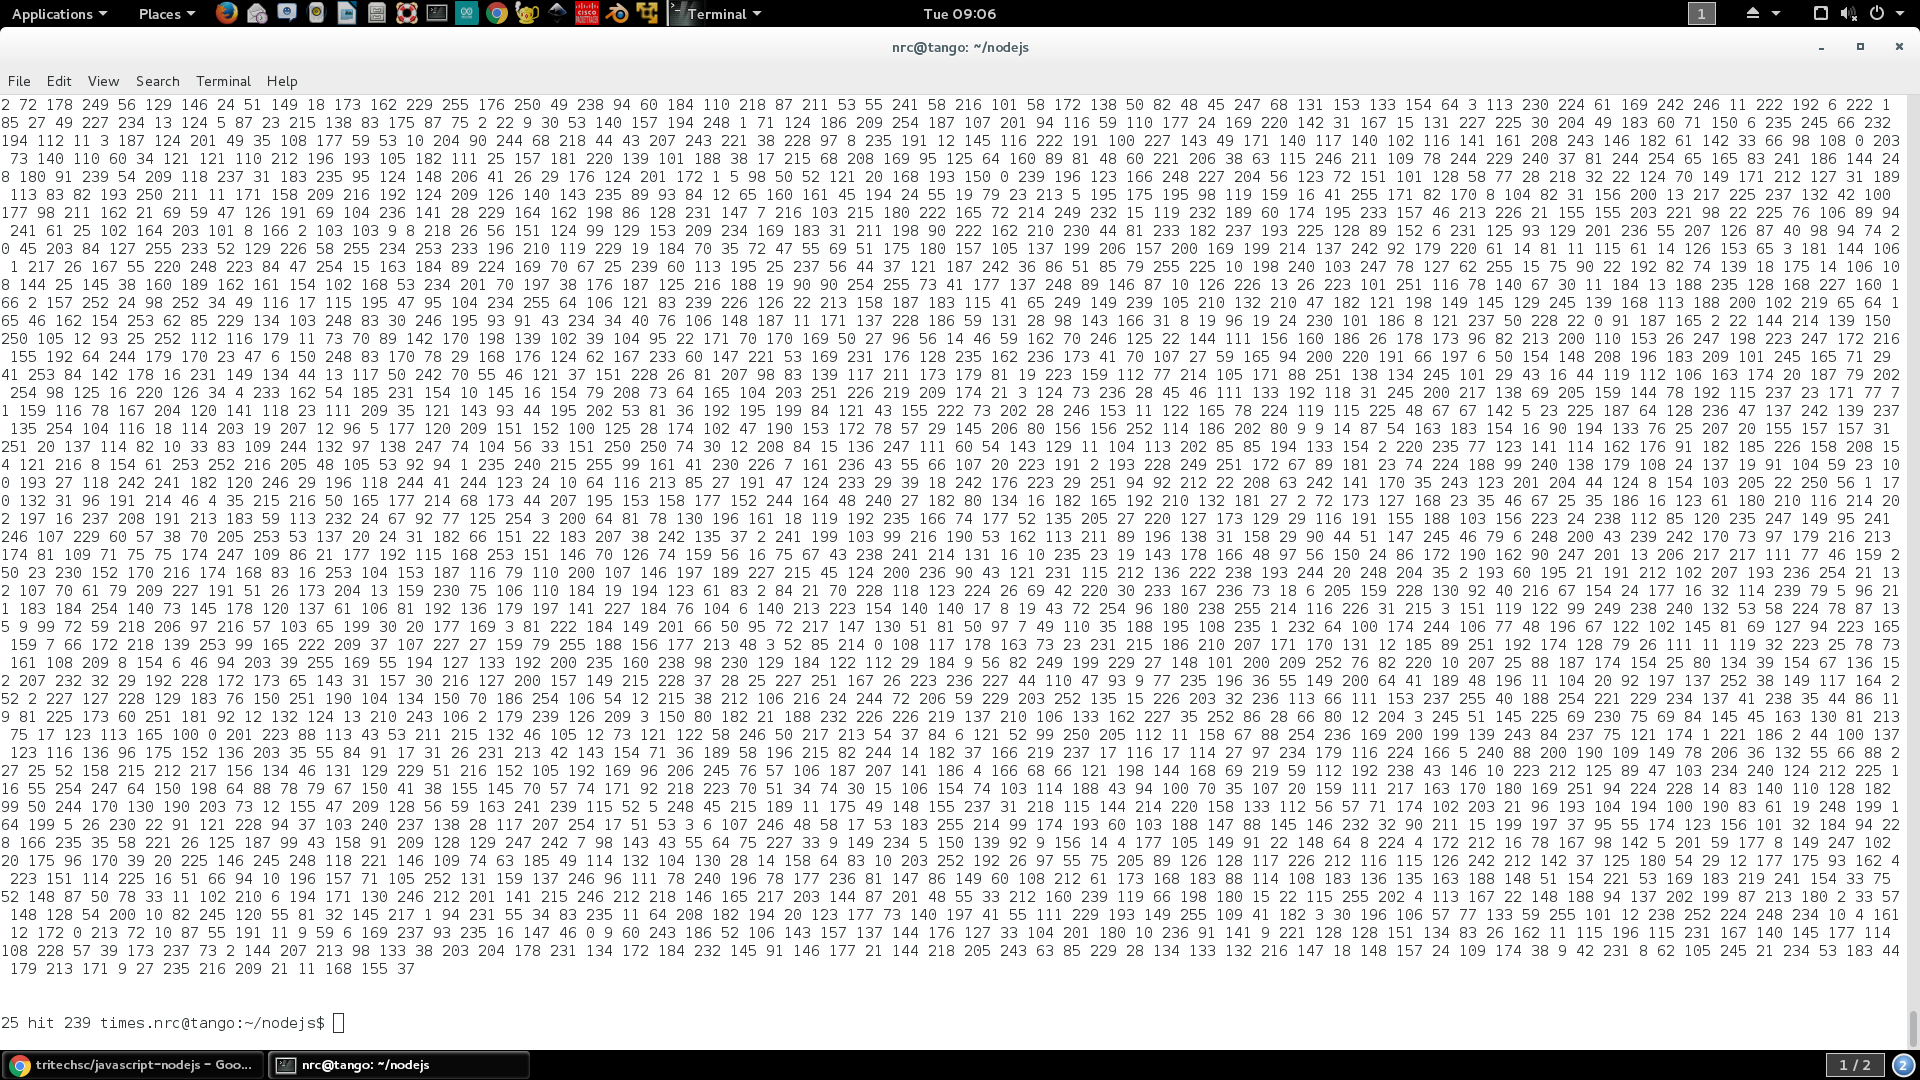 Applications Places Terminal Tue 09:06 1
nrc@tango: ~/nodejs
File Edit View Search Terminal Help
2 72 178 249 56 129 146 24 51 149 18 173 162 229 255 176 250 49 238 94 60 184 110 218 87 211 53 55 241 58 216 101 58 172 138 50 82 48 45 247 68 131 153 133 154 64 3 113 230 224 61 169 242 246 11 222 192 6 222 1
85 27 49 227 234 13 124 5 87 23 215 138 83 175 87 75 2 22 9 30 53 140 157 194 248 1 71 124 186 209 254 187 107 201 94 116 59 110 177 24 169 220 142 31 167 15 131 227 225 30 204 49 183 60 71 150 6 235 245 66 232
194 112 11 3 187 124 201 49 35 108 177 59 53 10 204 90 244 68 218 44 43 207 243 221 38 228 97 8 235 191 12 145 116 222 191 100 227 143 49 171 140 117 140 102 116 141 161 208 243 146 182 61 142 33 66 98 108 0 203
73 140 110 60 34 121 121 110 212 196 193 105 182 111 25 157 181 220 139 101 188 38 17 215 68 208 169 95 125 64 160 89 81 48 60 221 206 38 63 115 246 211 109 78 244 229 240 37 81 244 254 65 165 83 241 186 144 24
8 180 91 239 54 209 118 237 31 183 235 95 124 148 206 41 26 29 176 124 201 172 1 5 98 50 52 121 20 168 193 150 0 239 196 123 166 248 227 204 56 123 72 151 101 128 58 77 28 218 32 22 124 70 149 171 212 127 31 189
113 83 82 193 250 211 11 171 158 209 216 192 124 209 126 140 143 235 89 93 84 12 65 160 161 45 194 24 55 19 79 23 213 5 195 175 195 98 119 159 16 41 255 171 82 170 8 104 82 31 156 200 13 217 225 237 132 42 100
177 98 211 162 21 69 59 47 126 191 69 104 236 141 28 229 164 162 198 86 128 231 147 7 216 103 215 180 222 165 72 214 249 232 15 119 232 189 60 174 195 233 157 46 213 226 21 155 155 203 221 98 22 225 76 106 89 94
241 61 25 102 164 203 101 8 166 2 103 103 9 8 218 26 56 151 124 99 129 153 209 234 169 183 31 211 198 90 222 162 210 230 44 81 233 182 237 193 225 128 89 152 6 231 125 93 129 201 236 55 207 126 87 40 98 94 74 2
0 45 203 84 127 255 233 52 129 226 58 255 234 253 233 196 210 119 229 19 184 70 35 72 47 55 69 51 175 180 157 105 137 199 206 157 200 169 199 214 137 242 92 179 220 61 14 81 11 115 61 14 126 153 65 3 181 144 106
1 217 26 167 55 220 248 223 84 47 254 15 163 184 89 224 169 70 67 25 239 60 113 195 25 237 56 44 37 121 187 242 36 86 51 85 79 255 225 10 198 240 103 247 78 127 62 255 15 75 90 22 192 82 74 139 18 175 14 106 10
8 144 25 145 38 160 189 162 161 154 102 168 53 234 201 70 197 38 176 187 125 216 188 19 90 90 254 255 73 41 177 137 248 89 146 87 10 126 226 13 26 223 101 251 116 78 140 67 30 11 184 13 188 235 128 168 227 160 1
66 2 157 252 24 98 252 34 49 116 17 115 195 47 95 104 234 255 64 106 121 83 239 226 126 22 213 158 187 183 115 41 65 249 149 239 105 210 132 210 47 182 121 198 149 145 129 245 139 168 113 188 200 102 219 65 64 1
65 46 162 154 253 62 85 229 134 103 248 83 30 246 195 93 91 43 234 34 40 76 106 148 187 11 171 137 228 186 59 131 28 98 143 166 31 8 19 96 19 24 230 101 186 8 121 237 50 228 22 0 91 187 165 2 22 144 214 139 150
250 105 12 93 25 252 112 116 179 11 73 70 89 142 170 198 139 102 39 104 95 22 171 70 170 169 50 27 96 56 14 46 59 162 70 246 125 22 144 111 156 160 186 26 178 173 96 82 213 200 110 153 26 247 198 223 247 172 216
155 192 64 244 179 170 23 47 6 150 248 83 170 78 29 168 176 124 62 167 233 60 147 221 53 169 231 176 128 235 162 236 173 41 70 107 27 59 165 94 200 220 191 66 197 6 50 154 148 208 196 183 209 101 245 165 71 29
41 253 84 142 178 16 231 149 134 44 13 117 50 242 70 55 46 121 37 151 228 26 81 207 98 83 139 117 211 173 179 81 19 223 159 112 77 214 105 171 88 251 138 134 245 101 29 43 16 44 119 112 106 163 174 20 187 79 202
254 98 125 16 220 126 34 4 233 162 54 185 231 154 10 145 16 154 79 208 73 64 165 104 203 251 226 219 209 174 21 3 124 73 236 28 45 46 111 133 192 118 31 245 200 217 138 69 205 159 144 78 192 115 237 23 171 77 7
1 159 116 78 167 204 120 141 118 23 111 209 35 121 143 93 44 195 202 53 81 36 192 195 199 84 121 43 155 222 73 202 28 246 153 11 122 165 78 224 119 115 225 48 67 67 142 5 23 225 187 64 128 236 47 137 242 139 237
135 254 104 116 18 114 203 19 207 12 96 5 177 120 209 151 152 100 125 28 174 102 47 190 153 172 78 57 29 145 206 80 156 156 252 114 186 202 80 9 9 14 87 54 163 183 154 16 90 194 133 76 25 207 20 155 157 157 31
251 20 137 114 82 10 33 83 109 244 132 97 138 247 74 104 56 33 151 250 250 74 30 12 208 84 15 136 247 111 60 54 143 129 11 104 113 202 85 85 194 133 154 2 220 235 77 123 141 114 162 176 91 182 185 226 158 208 15
4 121 216 8 154 61 253 252 216 205 48 105 53 92 94 1 235 240 215 255 99 161 41 230 226 7 161 236 43 55 66 107 20 223 191 2 193 228 249 251 172 67 89 181 23 74 224 188 99 240 138 179 108 24 137 19 91 104 59 23 10
0 193 27 118 242 241 182 120 246 29 196 118 244 41 244 123 24 10 64 116 213 85 27 191 47 124 233 29 39 18 242 176 223 29 251 94 92 212 22 208 63 242 141 170 35 243 123 201 204 44 124 8 154 103 205 22 250 56 1 17
0 132 31 96 191 214 46 4 35 215 216 50 165 177 214 68 173 44 207 195 153 158 177 152 244 164 48 240 27 182 80 134 16 182 165 192 210 132 181 27 2 72 173 127 168 23 35 46 67 25 35 186 16 123 61 180 210 116 214 20
2 197 16 237 208 191 213 183 59 113 232 24 67 92 77 125 254 3 200 64 81 78 130 196 161 18 119 192 235 166 74 177 52 135 205 27 220 127 173 129 29 116 191 155 188 103 156 223 24 238 112 85 120 235 247 149 95 241
246 107 229 60 57 38 70 205 253 53 137 20 24 31 182 66 151 22 183 207 38 242 135 37 2 241 199 103 99 216 190 53 162 113 211 89 196 138 31 158 29 90 44 51 147 245 46 79 6 248 200 43 239 242 170 73 97 179 216 213
174 81 109 71 75 75 174 247 109 86 21 177 192 115 168 253 151 146 70 126 74 159 56 16 75 67 43 238 241 214 131 16 10 235 23 19 143 178 166 48 97 56 150 24 86 172 190 162 90 247 201 13 206 217 217 111 77 46 159 2
50 23 230 152 170 216 174 168 83 16 253 104 153 187 116 79 110 200 107 146 197 189 227 215 45 124 200 236 90 43 121 231 115 212 136 222 238 193 244 20 248 204 35 2 193 60 195 21 191 212 102 207 193 236 254 21 13
2 107 70 61 79 209 227 191 51 26 173 204 13 159 230 75 106 110 184 19 194 123 61 83 2 84 21 70 228 118 123 224 26 69 42 220 30 233 167 236 73 18 6 205 159 228 130 92 40 216 67 154 24 177 16 32 114 239 79 5 96 21
1 183 184 254 140 73 145 178 120 137 61 106 81 192 136 179 197 141 227 184 76 104 6 140 213 223 154 140 140 17 8 19 43 72 254 96 180 238 255 214 116 226 31 215 3 151 119 122 99 249 238 240 132 53 58 224 78 87 13
5 9 99 72 59 218 206 97 216 57 103 65 199 30 20 177 169 3 81 222 184 149 201 66 50 95 72 217 147 130 51 81 50 97 7 49 110 35 188 195 108 235 1 232 64 100 174 244 106 77 48 196 67 122 102 145 81 69 127 94 223 165
159 7 66 172 218 139 253 99 165 222 209 37 107 227 27 159 79 255 188 156 177 213 48 3 52 85 214 0 108 117 178 163 73 23 231 215 186 210 207 171 170 131 12 185 89 251 192 174 128 79 26 111 11 119 32 223 25 78 73
161 108 209 8 154 6 46 94 203 39 255 169 55 194 127 133 192 200 235 160 238 98 230 129 184 122 112 29 184 9 56 82 249 199 229 27 148 101 200 209 252 76 82 220 10 207 25 88 187 174 154 25 80 134 39 154 67 136 15
2 207 232 32 29 192 228 172 173 65 143 31 157 30 216 127 200 157 149 215 228 37 28 25 227 251 167 26 223 236 227 44 110 47 93 9 77 235 196 36 55 149 200 64 41 189 48 196 11 104 20 92 197 137 252 38 149 117 164 2
52 2 227 127 228 129 183 76 150 251 190 104 134 150 70 186 254 106 54 12 215 38 212 106 216 24 244 72 206 59 229 203 252 135 15 226 203 32 236 113 66 111 153 237 255 40 188 254 221 229 234 137 41 238 35 44 86 11
9 81 225 173 60 251 181 92 12 132 124 13 210 243 106 2 179 239 126 209 3 150 80 182 21 188 232 226 226 219 137 210 106 133 162 227 35 252 86 28 66 80 12 204 3 245 51 145 225 69 230 75 69 84 145 45 163 130 81 213
75 17 123 113 165 100 0 201 223 88 113 43 53 211 215 132 46 105 12 73 121 122 58 246 50 217 213 54 37 84 6 121 52 99 250 205 112 11 158 67 88 254 236 169 200 199 139 243 84 237 75 121 174 1 221 186 2 44 100 137
123 116 136 96 175 152 136 203 35 55 84 91 17 31 26 231 213 42 143 154 71 36 189 58 196 215 82 244 14 182 37 166 219 237 17 116 17 114 27 97 234 179 116 224 166 5 240 88 200 190 109 149 78 206 36 132 55 66 88 2
27 25 52 158 215 212 217 156 134 46 131 129 229 51 216 152 105 192 169 96 206 245 76 57 106 187 207 141 186 4 166 68 66 121 198 144 168 69 219 59 112 192 238 43 146 10 223 212 125 89 47 103 234 240 124 212 225 1
16 55 254 247 64 150 198 64 88 78 79 67 150 41 38 155 145 70 57 74 171 92 218 223 70 51 34 74 30 15 106 154 74 103 114 188 43 94 100 70 35 107 20 159 111 217 163 170 180 169 251 94 224 228 14 83 140 110 128 182
99 50 244 170 130 190 203 73 12 155 47 209 128 56 59 163 241 239 115 52 5 248 45 215 189 11 175 49 148 155 237 31 218 115 144 214 220 158 133 112 56 57 71 174 102 203 21 96 193 104 194 100 190 83 61 19 248 199 1
64 199 5 26 230 22 91 121 228 94 37 103 240 237 138 28 117 207 254 17 51 53 3 6 107 246 48 58 17 53 183 255 214 99 174 193 60 103 188 147 88 145 146 232 32 90 211 15 199 197 37 95 55 174 123 156 101 32 184 94 22
8 166 235 35 58 221 26 125 187 99 43 158 91 209 128 129 247 242 7 98 143 43 55 64 75 227 33 9 149 234 5 150 139 92 9 156 14 4 177 105 149 91 22 148 64 8 224 4 172 212 16 78 167 98 142 5 201 59 177 8 149 247 102
20 175 96 170 39 20 225 146 245 248 118 221 146 109 74 63 185 49 114 132 104 130 28 14 158 64 83 10 203 252 192 26 97 55 75 205 89 126 128 117 226 212 116 115 126 242 212 142 37 125 180 54 29 12 177 175 93 162 4
223 151 114 225 16 51 66 94 10 196 157 71 105 252 131 159 137 246 96 111 78 240 196 78 177 236 81 147 86 149 60 108 212 61 173 168 183 88 114 108 183 136 135 163 188 148 51 154 221 53 169 183 219 241 154 33 75
52 148 87 50 78 33 11 102 210 6 194 171 130 246 212 201 141 215 246 212 218 146 165 217 203 144 87 201 48 55 33 212 160 239 119 66 198 180 15 22 115 255 202 4 113 167 22 148 188 94 137 202 199 87 213 180 2 33 57
148 128 54 200 10 82 245 120 55 81 32 145 217 1 94 231 55 34 83 235 11 64 208 182 194 20 123 177 73 140 197 41 55 111 229 193 149 255 109 41 182 3 30 196 106 57 77 133 59 255 101 12 238 252 224 248 234 10 4 161
12 172 0 213 72 10 87 55 191 11 9 59 6 169 237 93 235 16 147 46 0 9 60 243 186 52 106 143 157 137 144 176 127 33 104 201 180 10 236 91 141 9 221 128 128 151 134 83 26 162 11 115 196 115 231 167 140 145 177 114
108 228 57 39 173 237 73 2 144 207 213 98 133 38 203 204 178 231 134 172 184 232 145 91 146 177 21 144 218 205 243 63 85 229 28 134 133 132 216 147 18 148 157 24 109 174 38 9 42 231 8 62 105 245 21 234 53 183 44
179 213 171 9 27 235 216 209 21 11 168 155 37
25 hit 239 times.nrc@tango:~/nodejs$
tritechsc/javascript-nodejs – Goo... nrc@tango: ~/nodejs 1 / 2 2